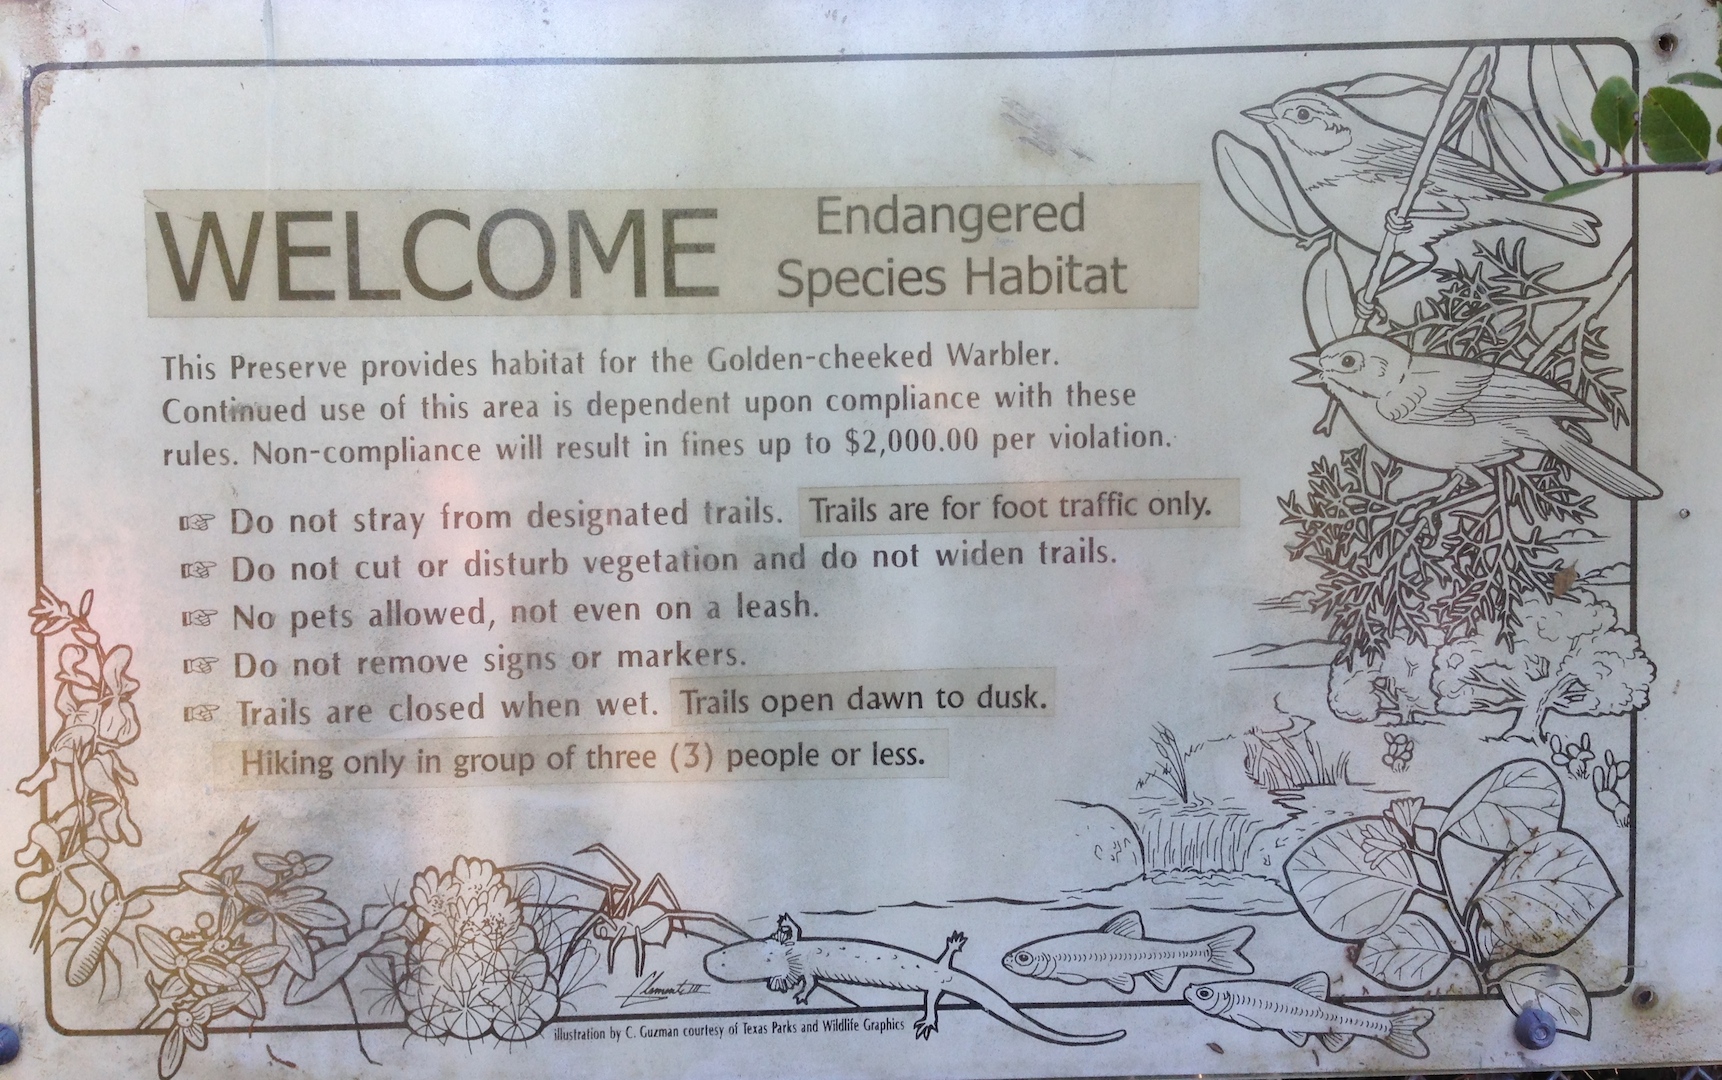 WELCOME Endangered
Species Habitat
This Preserve provides habitat for the Golden-cheeked Warbler.
Continued use of this area is dependent upon compliance with these
rules. Non-compliance will result in fines up to $2,000.00 per violation.
☞ Do not stray from designated trails. Trails are for foot traffic only.
☞ Do not cut or disturb vegetation and do not widen trails.
☞ No pets allowed, not even on a leash.
☞ Do not remove signs or markers.
☞ Trails are closed when wet. Trails open dawn to dusk.
Hiking only in group of three (3) people or less.
Clemente III
illustration by C. Guzman courtesy of Texas Parks and Wildlife Graphics